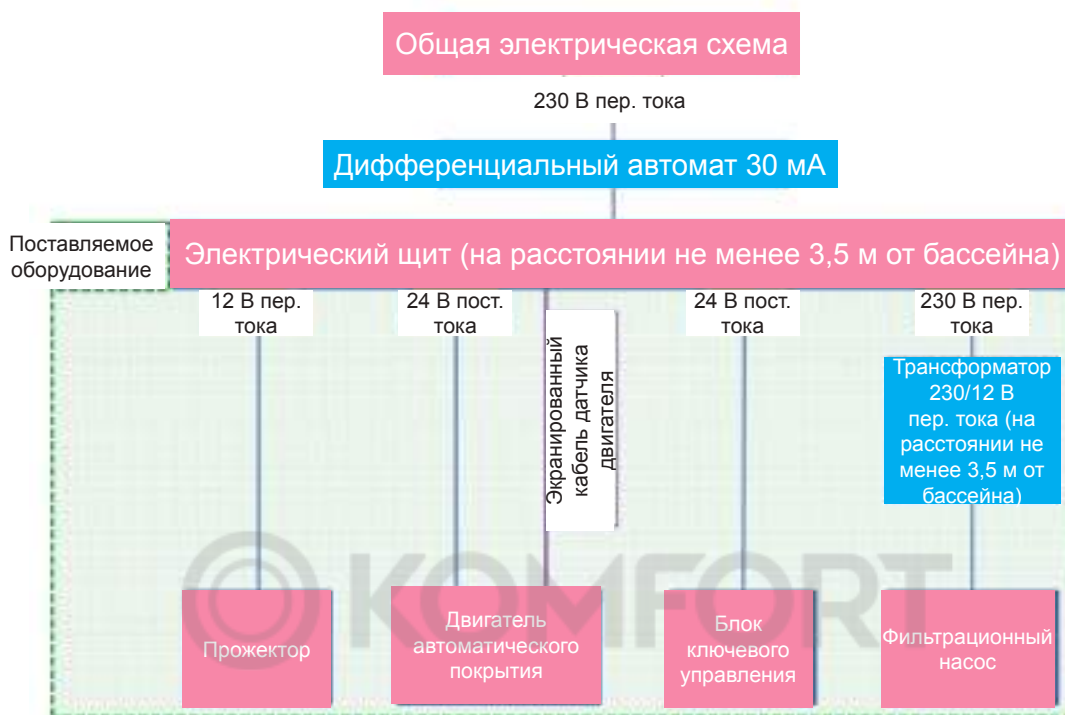 Общая электрическая схема
230 В пер. тока
Дифференциальный автомат 30 мА
Поставляемое
оборудование
Электрический щит (на расстоянии не менее 3,5 м от бассейна)
12 В пер.
тока
24 В пост.
тока
Экранированный
кабель датчика
двигателя
24 В пост.
тока
230 В пер.
тока
Трансформатор
230/12 В
пер. тока (на
расстоянии не
менее 3,5 м от
бассейна)
KOMFORT
Прожектор
Двигатель
автоматического
покрытия
Блок
ключевого
управления
Фильтрационный
насос